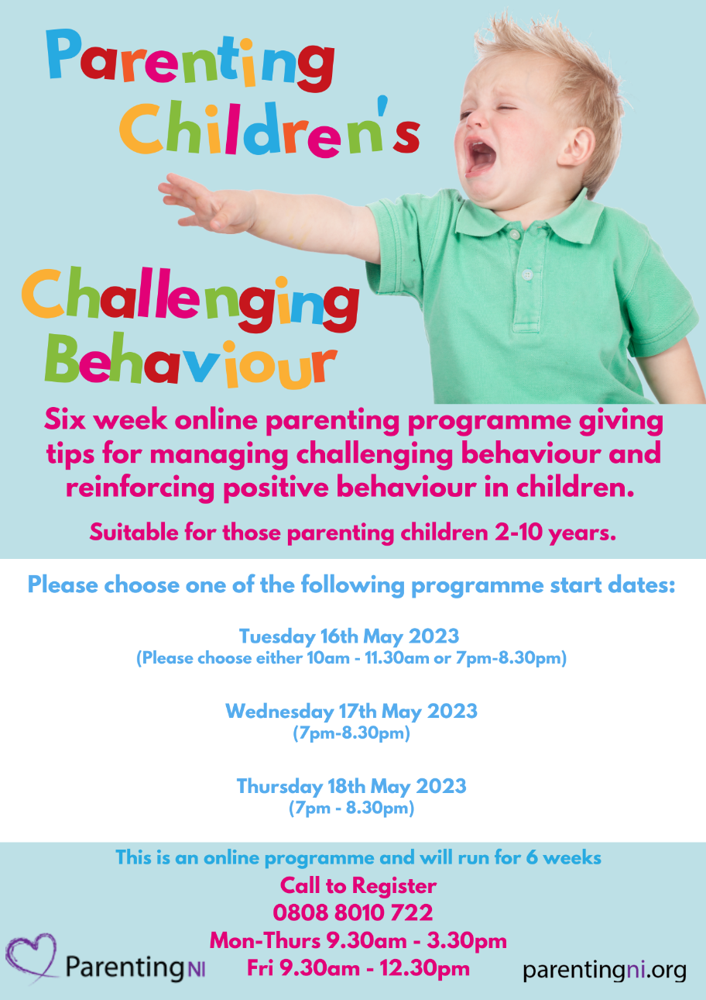 Parenting
Children's
Challenging
Behaviour
Six week online parenting programme giving
tips for managing challenging behaviour and
reinforcing positive behaviour in children.
Suitable for those parenting children 2-10 years.
Please choose one of the following programme start dates:
Tuesday 16th May 2023
(Please choose either 10am - 11.30am or 7pm-8.30pm)
Wednesday 17th May 2023
(7pm-8.30pm)
Thursday 18th May 2023
(7pm - 8.30pm)
This is an online programme and will run for 6 weeks
Call to Register
0808 8010 722
Mon-Thurs 9.30am - 3.30pm
Fri 9.30am - 12.30pm
Parenting NI
parentingni.org